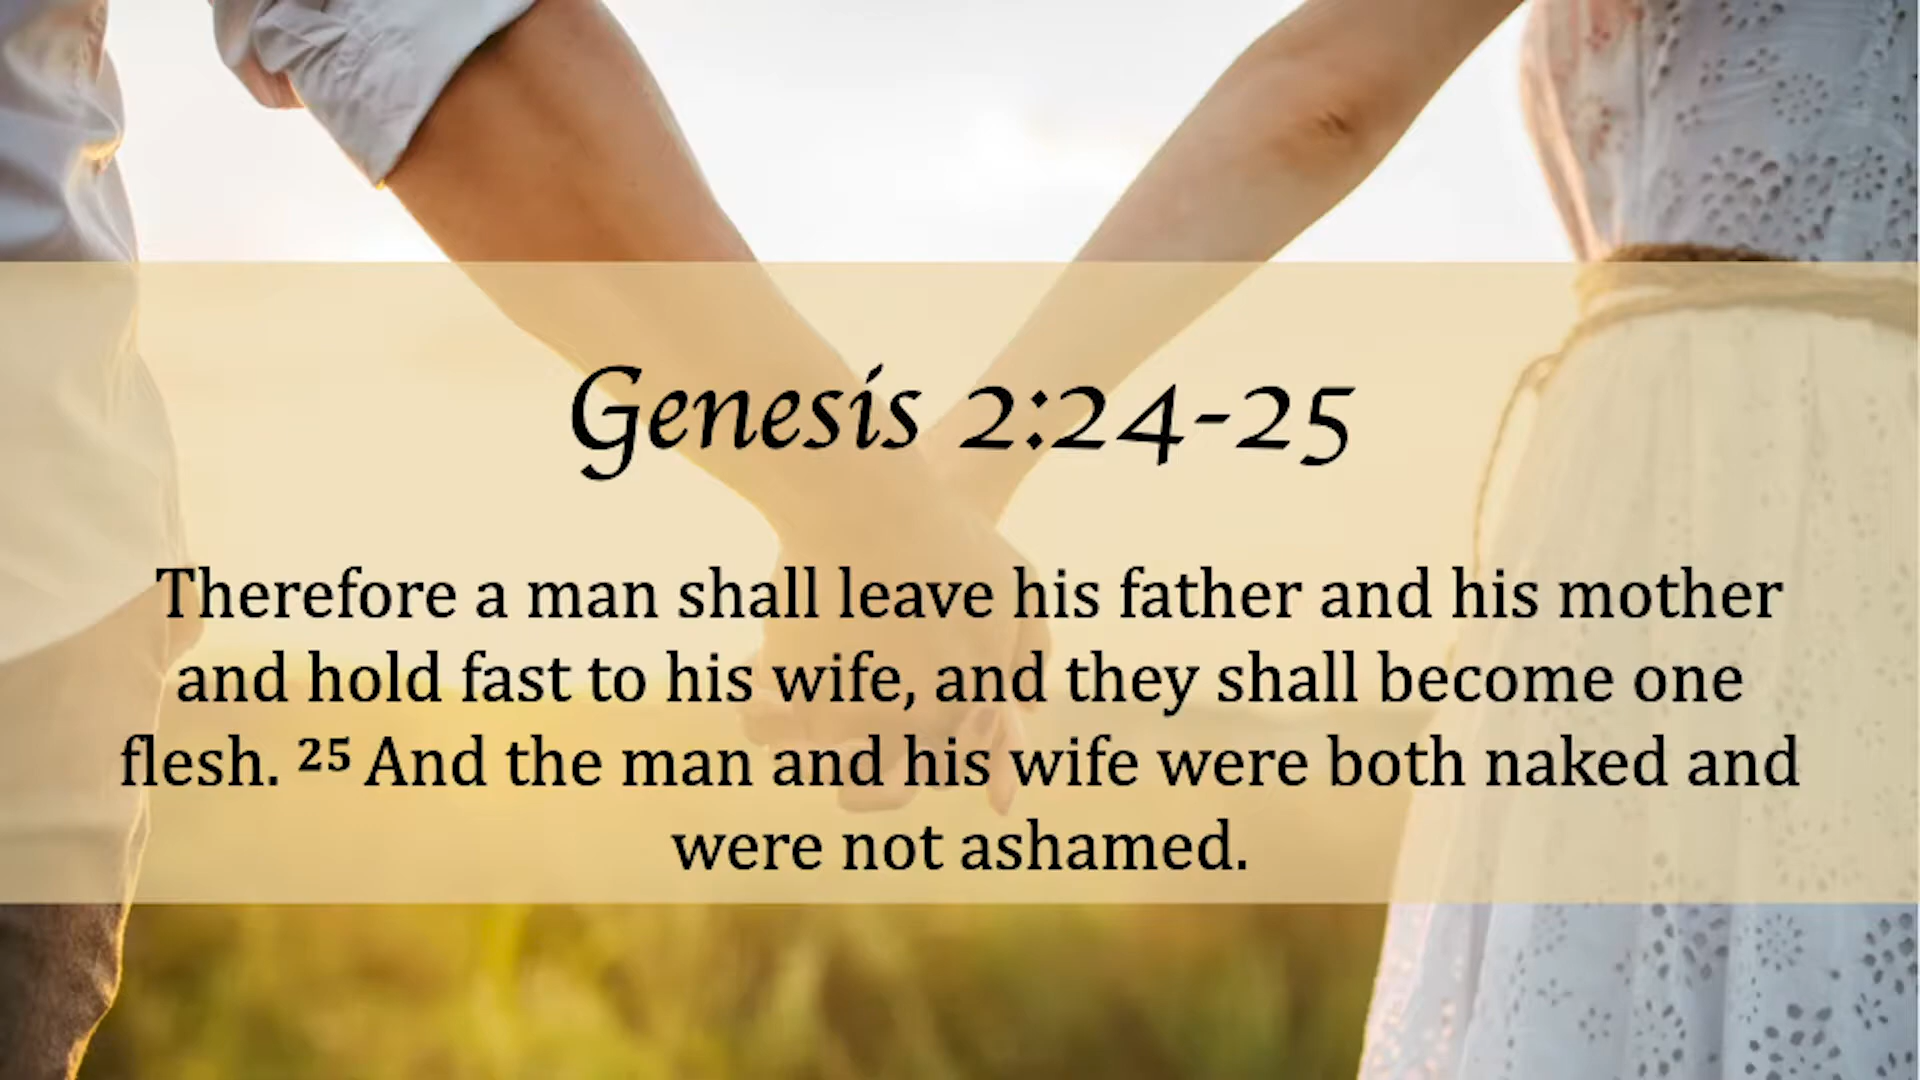 Genesis 2:24-25
Therefore a man shall leave his father and his mother
and hold fast to his wife, and they shall become one
flesh. 25 And the man and his wife were both naked and
were not ashamed.